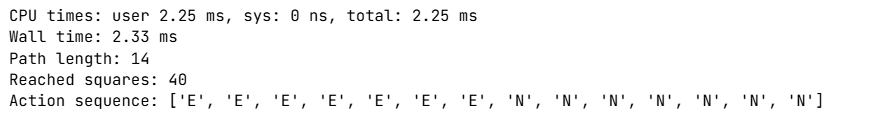 CPU times: user 2.25 ms, sys: 0 ns, total: 2.25 ms
Wall time: 2.33 ms
Path length: 14
Reached squares: 40
Action sequence: ['E', 'E', 'E', 'E', 'E', 'E', 'E', 'N', 'N', 'N', 'N', 'N', 'N', 'N']